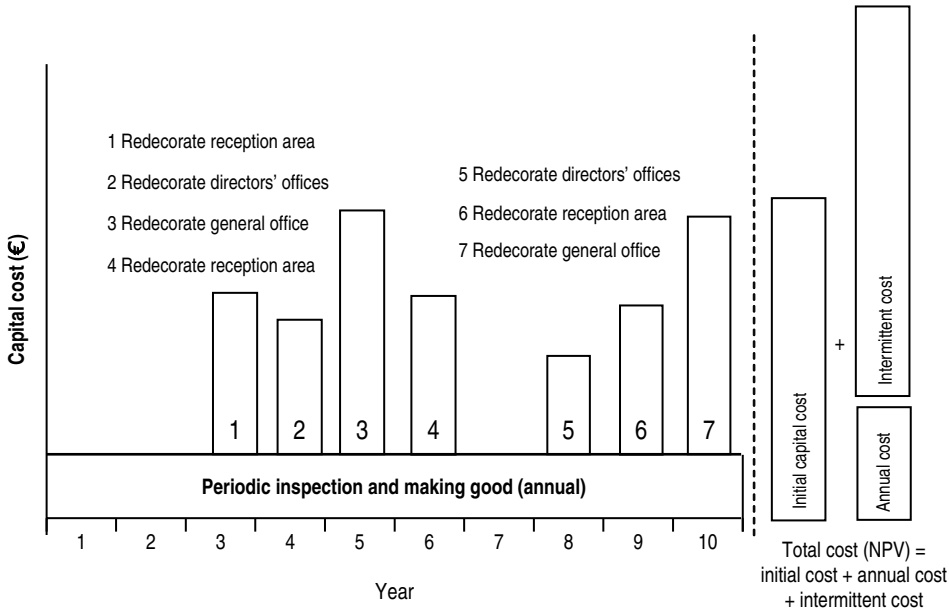 Capital cost (€)
1 Redecorate reception area
2 Redecorate directors' offices
3 Redecorate general office
4 Redecorate reception area
5 Redecorate directors' offices
6 Redecorate reception area
7 Redecorate general office
1 2 3 4 5 6 7
Periodic inspection and making good (annual)
1 2 3 4 5 6 7 8 9 10
Year
Initial capital cost
+
Intermittent cost
Annual cost
Total cost (NPV) =
initial cost + annual cost
+ intermittent cost